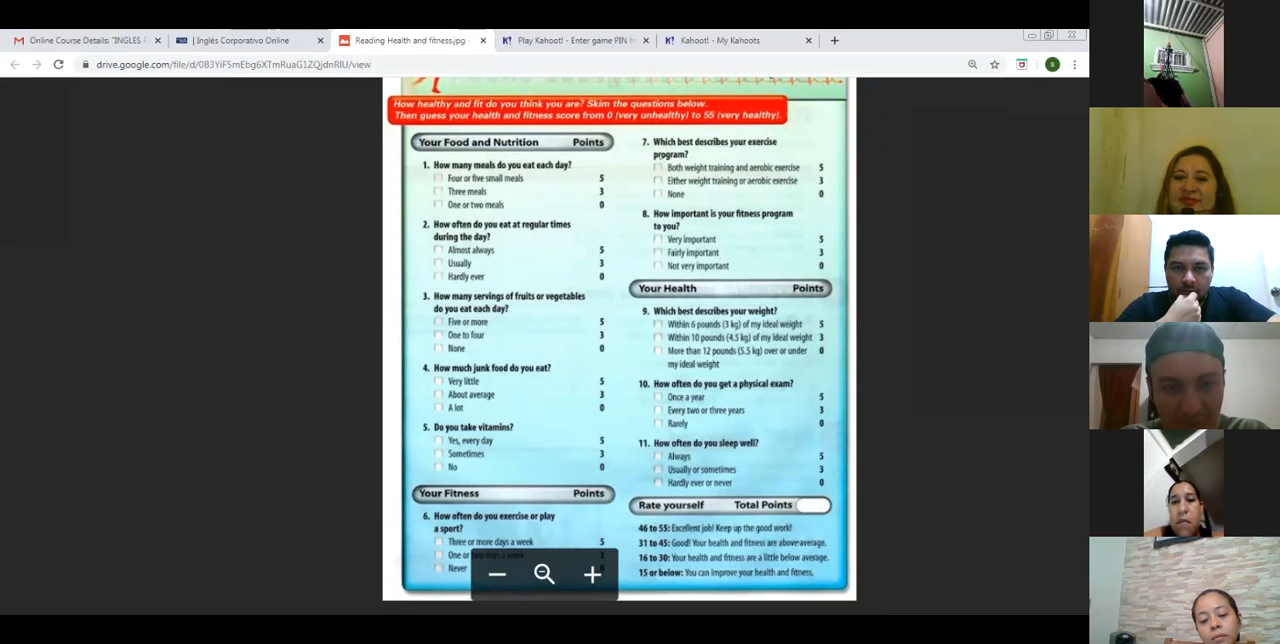 Online Course Details: "INGLES
Inglés Corporativo Online
Reading Health and fitness.jpg
Play Kahoot! - Enter game PIN
Kahoot! - My Kahoots
drive.google.com/file/d/0B3YiF5mEbg6XTmRuaG1ZQjdnRlU/view
How healthy and fit do you think you are? Skim the questions below.
Then guess your health and fitness score from 0 (very unhealthy) to 55 (very healthy).
Your Food and Nutrition Points
1. How many meals do you eat each day?
Four or five small meals 5
Three meals 3
One or two meals 0
2. How often do you eat at regular times
during the day?
Almost always 5
Usually 3
Hardly ever 0
3. How many servings of fruits or vegetables
do you eat each day?
Five or more 5
One to four 3
None 0
4. How much junk food do you eat?
Very little 5
About average 3
A lot 0
5. Do you take vitamins?
Yes, every day 5
Sometimes 3
No 0
Your Fitness Points
6. How often do you exercise or play
a sport?
Three or more days a week 5
One or two days a week 3
Never
7. Which best describes your exercise
program?
Both weight training and aerobic exercise 5
Either weight training or aerobic exercise 3
None 0
8. How important is your fitness program
to you?
Very important 5
Fairly important 3
Not very important 0
Your Health Points
9. Which best describes your weight?
Within 6 pounds (3 kg) of my ideal weight 5
Within 10 pounds (4.5 kg) of my ideal weight 3
More than 12 pounds (5.5 kg) over or under 0
my ideal weight
10. How often do you get a physical exam?
Once a year 5
Every two or three years 3
Rarely 0
11. How often do you sleep well?
Always 5
Usually or sometimes 3
Hardly ever or never 0
Rate yourself Total Points
46 to 55: Excellent job! Keep up the good work!
31 to 45: Good! Your health and fitness are above average.
16 to 30: Your health and fitness are a little below average.
15 or below: You can improve your health and fitness.